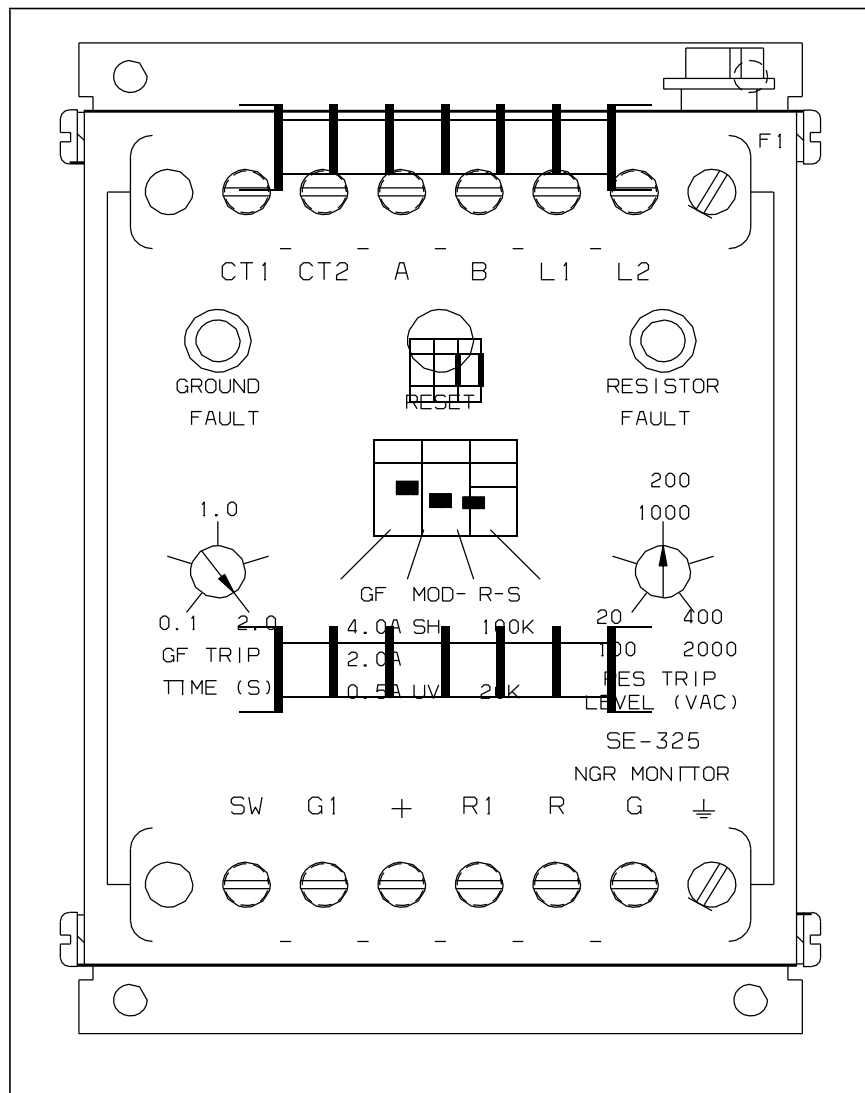 F1
CT1 CT2 A B L1 L2
GROUND FAULT
RESET
RESISTOR FAULT
1.0
0.1 2.0
GF TRIP
TIME (S)
GF MOD- R-S
4.0A SH 100K
2.0A
0.5A UV 20K
200
1000
20 400
100 2000
RES TRIP
LEVEL (VAC)
SE-325
NGR MONITOR
SW G1 + R1 R G ⏚